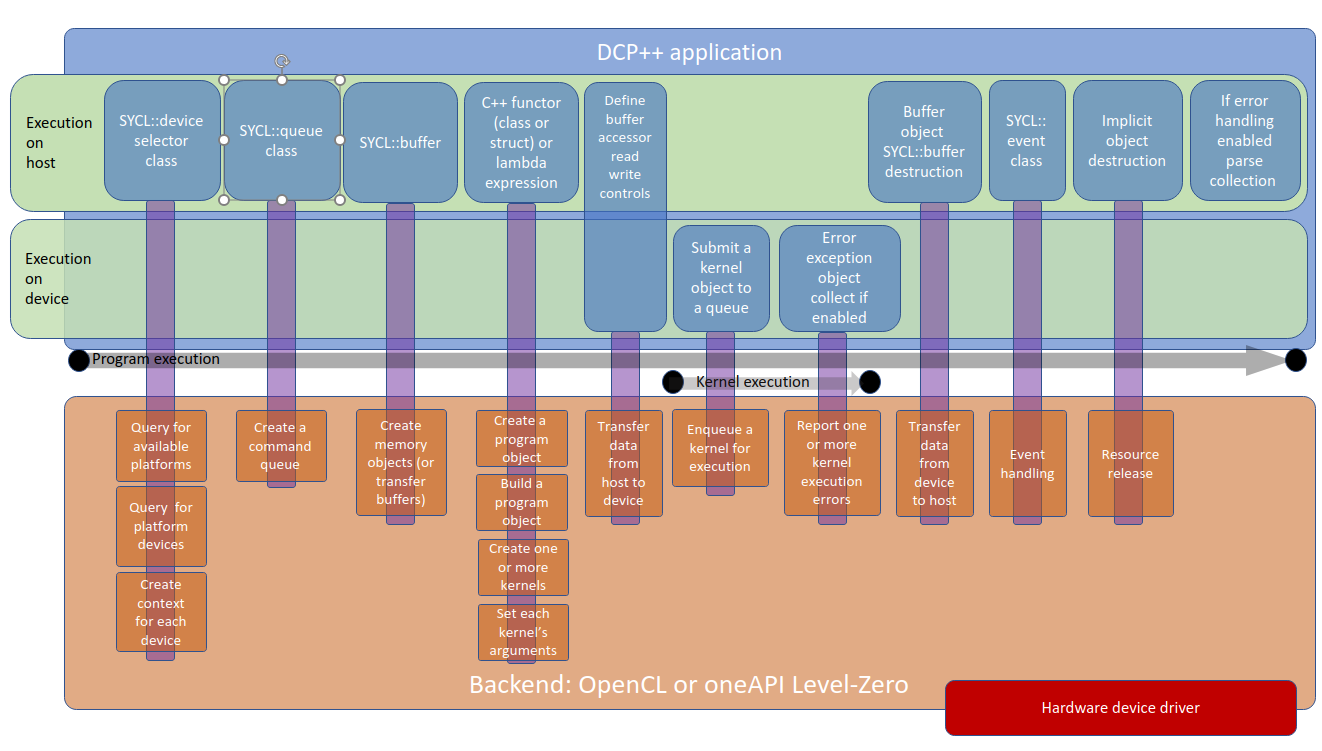 DCP++ application
Execution
on
host
SYCL::device
selector
class
SYCL::queue
class
SYCL::buffer
C++ functor
(class or
struct) or
lambda
expression
Define
buffer
accessor
read
write
controls
Buffer
object
SYCL::buffer
destruction
SYCL::
event
class
Implicit
object
destruction
If error
handling
enabled
parse
collection
Execution
on
device
Submit a
kernel
object to
a queue
Error
exception
object
collect if
enabled
Program execution
Kernel execution
Query for
available
platforms
Query for
platform
devices
Create
context
for each
device
Create a
command
queue
Create
memory
objects (or
transfer
buffers)
Create a
program
object
Build a
program
object
Create one
or more
kernels
Set each
kernel's
arguments
Transfer
data
from
host to
device
Enqueue a
kernel for
execution
Report one
or more
kernel
execution
errors
Transfer
data
from
device
to host
Event
handling
Resource
release
Backend: OpenCL or oneAPI Level-Zero
Hardware device driver